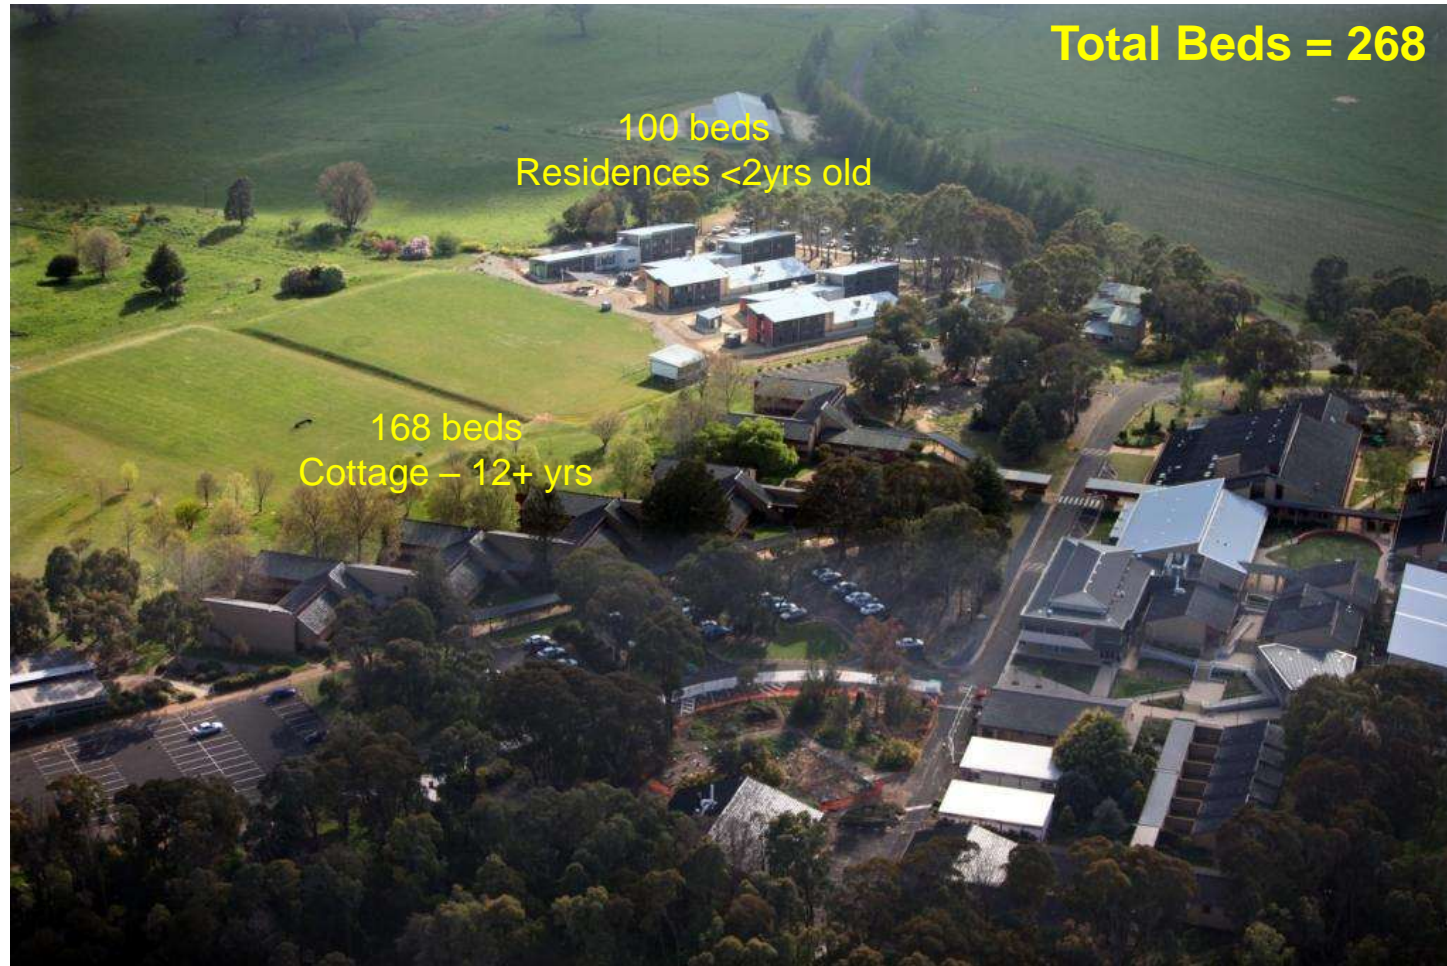 Total Beds = 268
100 beds
Residences <2yrs old
168 beds
Cottage – 12+ yrs